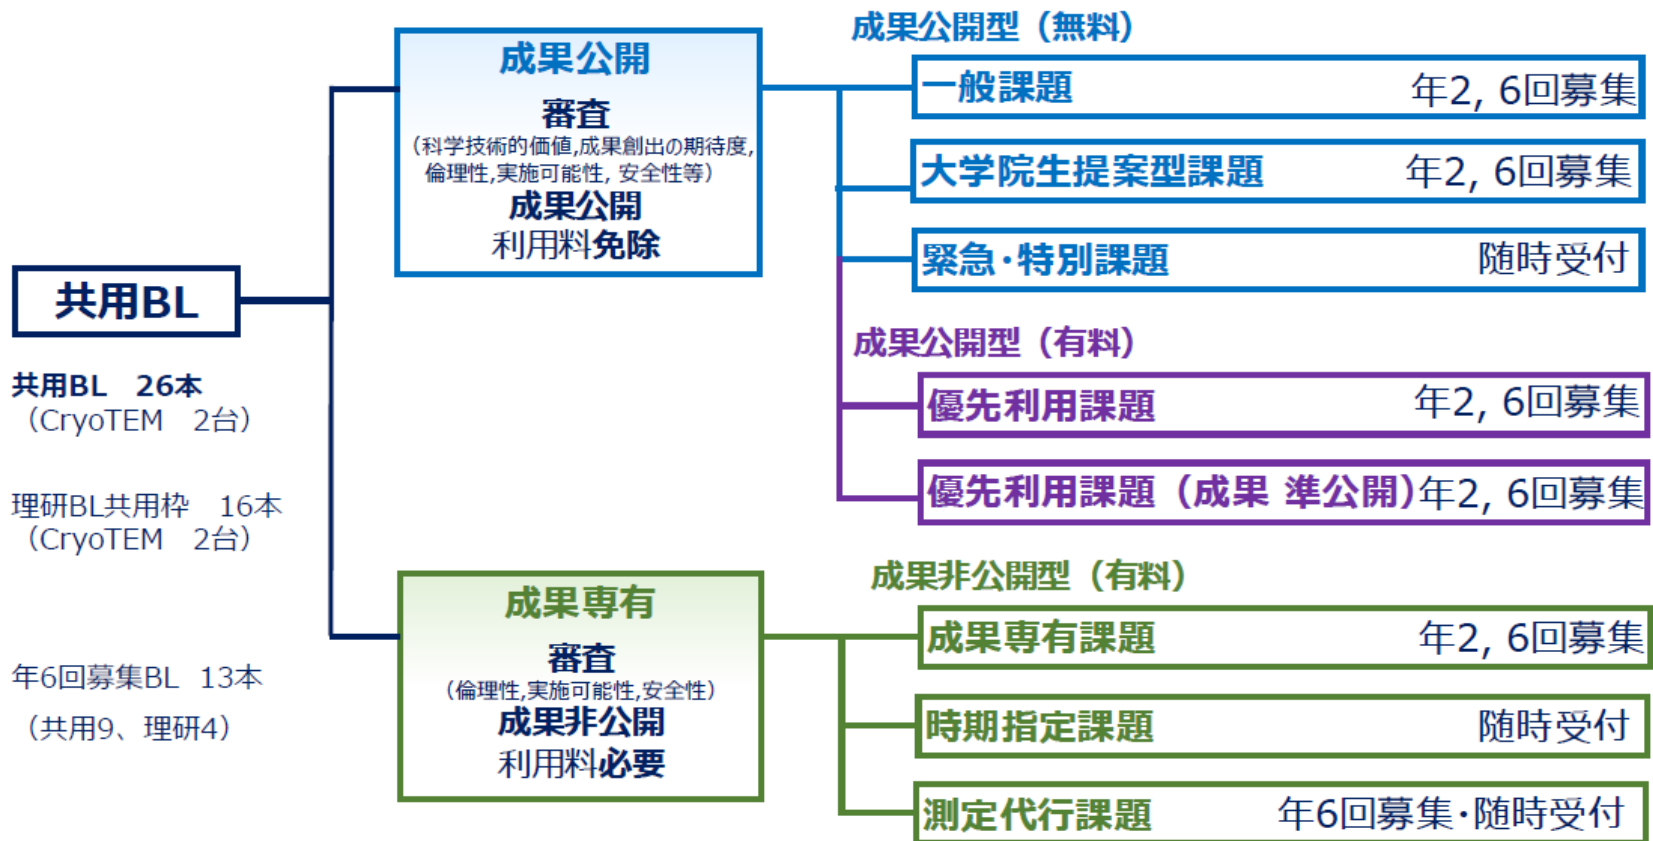 共用BL
共用BL 26本
（CryoTEM 2台）
理研BL共用枠 16本
（CryoTEM 2台）
年6回募集BL 13本
（共用9、理研4）
成果公開
審査
（科学技術的価値,成果創出の期待度,
倫理性,実施可能性, 安全性等）
成果公開
利用料免除
成果専有
審査
（倫理性,実施可能性,安全性）
成果非公開
利用料必要
成果公開型（無料）
一般課題 年2, 6回募集
大学院生提案型課題 年2, 6回募集
緊急・特別課題 随時受付
成果公開型（有料）
優先利用課題 年2, 6回募集
優先利用課題（成果 準公開） 年2, 6回募集
成果非公開型（有料）
成果専有課題 年2, 6回募集
時期指定課題 随時受付
測定代行課題 年6回募集・随時受付